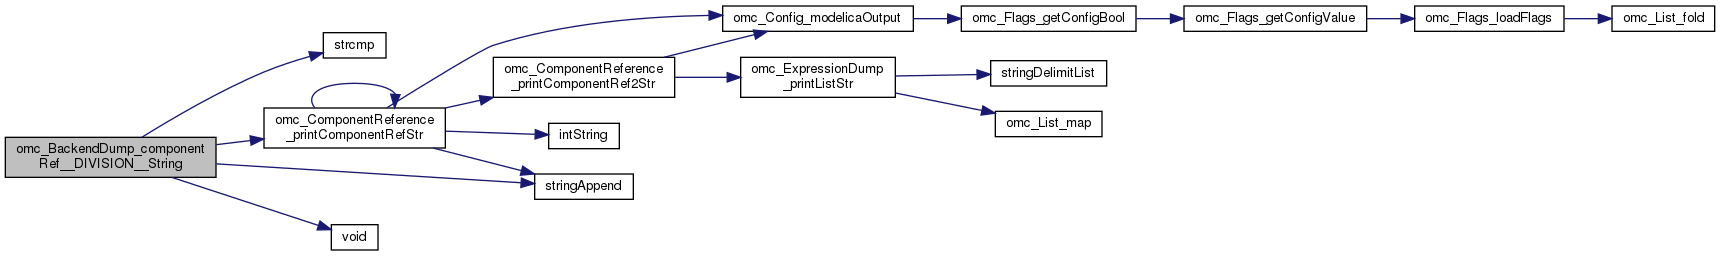 omc_BackendDump_component
Ref__DIVISION__String
strcmp
omc_ComponentReference
_printComponentRefStr
omc_Config_modelicaOutput
omc_Flags_getConfigBool
omc_Flags_getConfigValue
omc_Flags_loadFlags
omc_List_fold
omc_ComponentReference
_printComponentRef2Str
omc_ExpressionDump
_printListStr
stringDelimitList
omc_List_map
intString
stringAppend
void